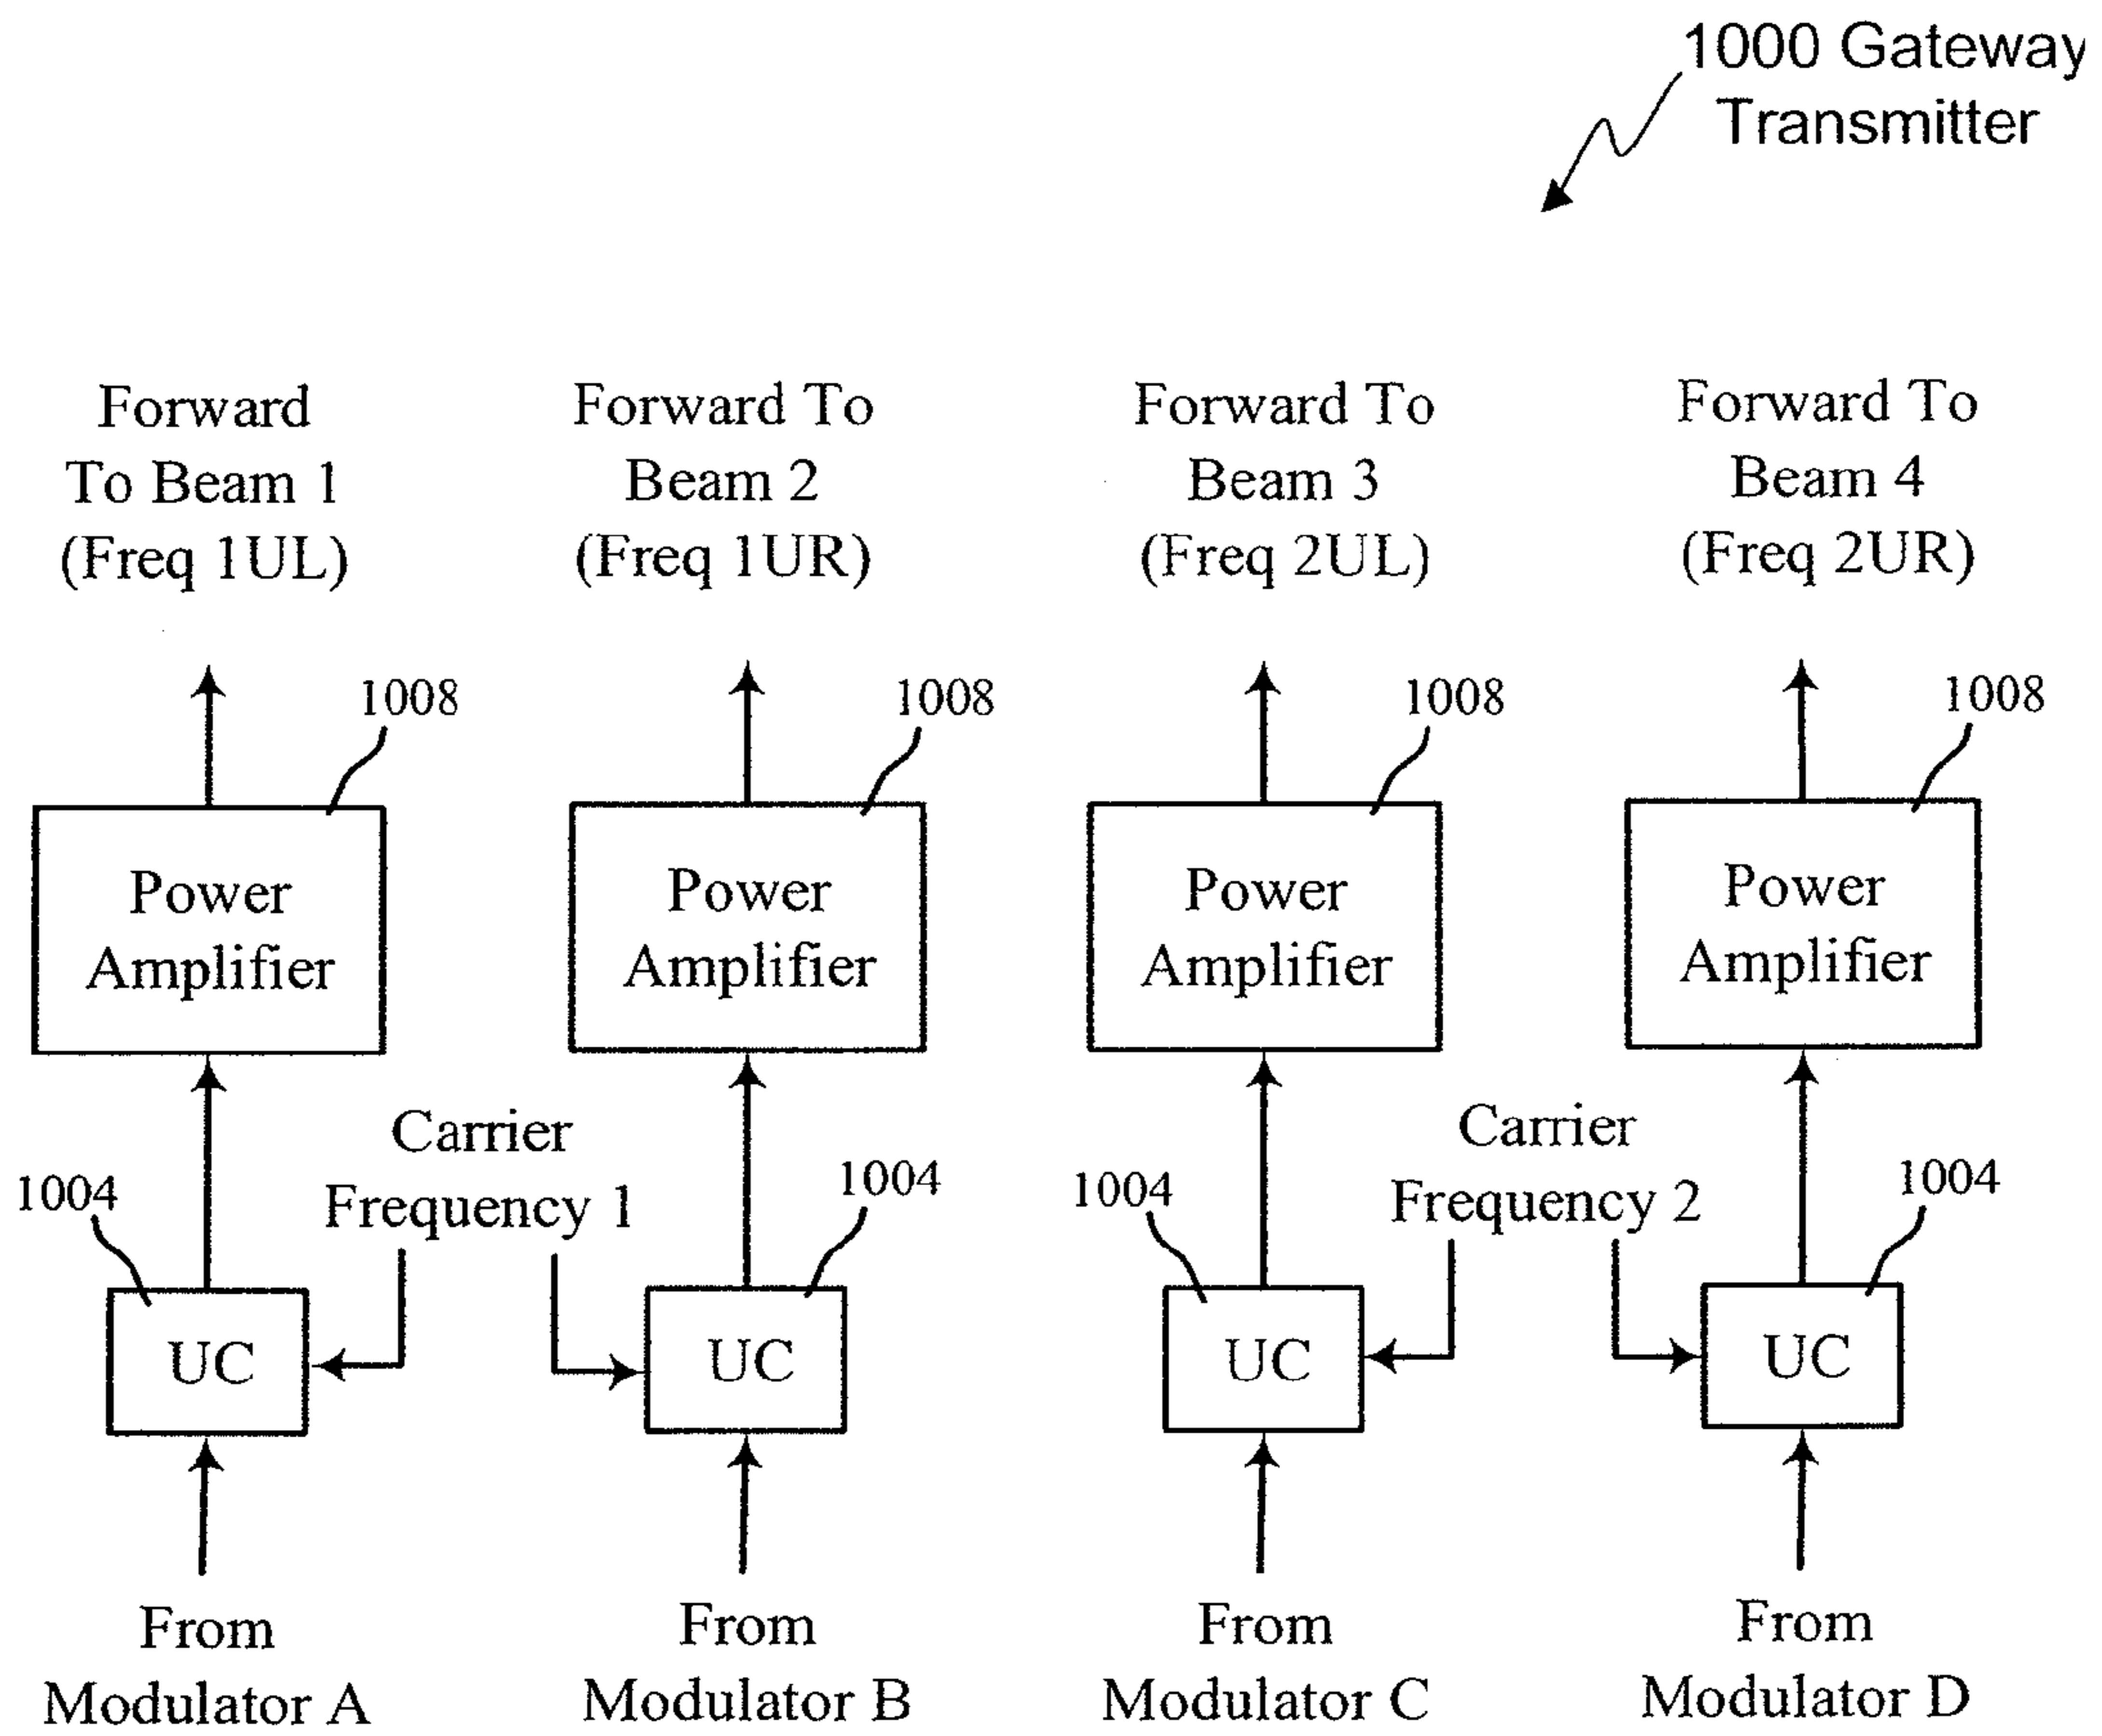 1000 Gateway
Transmitter
Forward
To Beam 1
(Freq 1UL)
Forward To
Beam 2
(Freq 1UR)
Forward To
Beam 3
(Freq 2UL)
Forward To
Beam 4
(Freq 2UR)
1008
1008
1008
1008
Power
Amplifier
Power
Amplifier
Power
Amplifier
Power
Amplifier
1004
Carrier
Frequency 1
1004
1004
Carrier
Frequency 2
1004
UC
UC
UC
UC
From
Modulator A
From
Modulator B
From
Modulator C
From
Modulator D